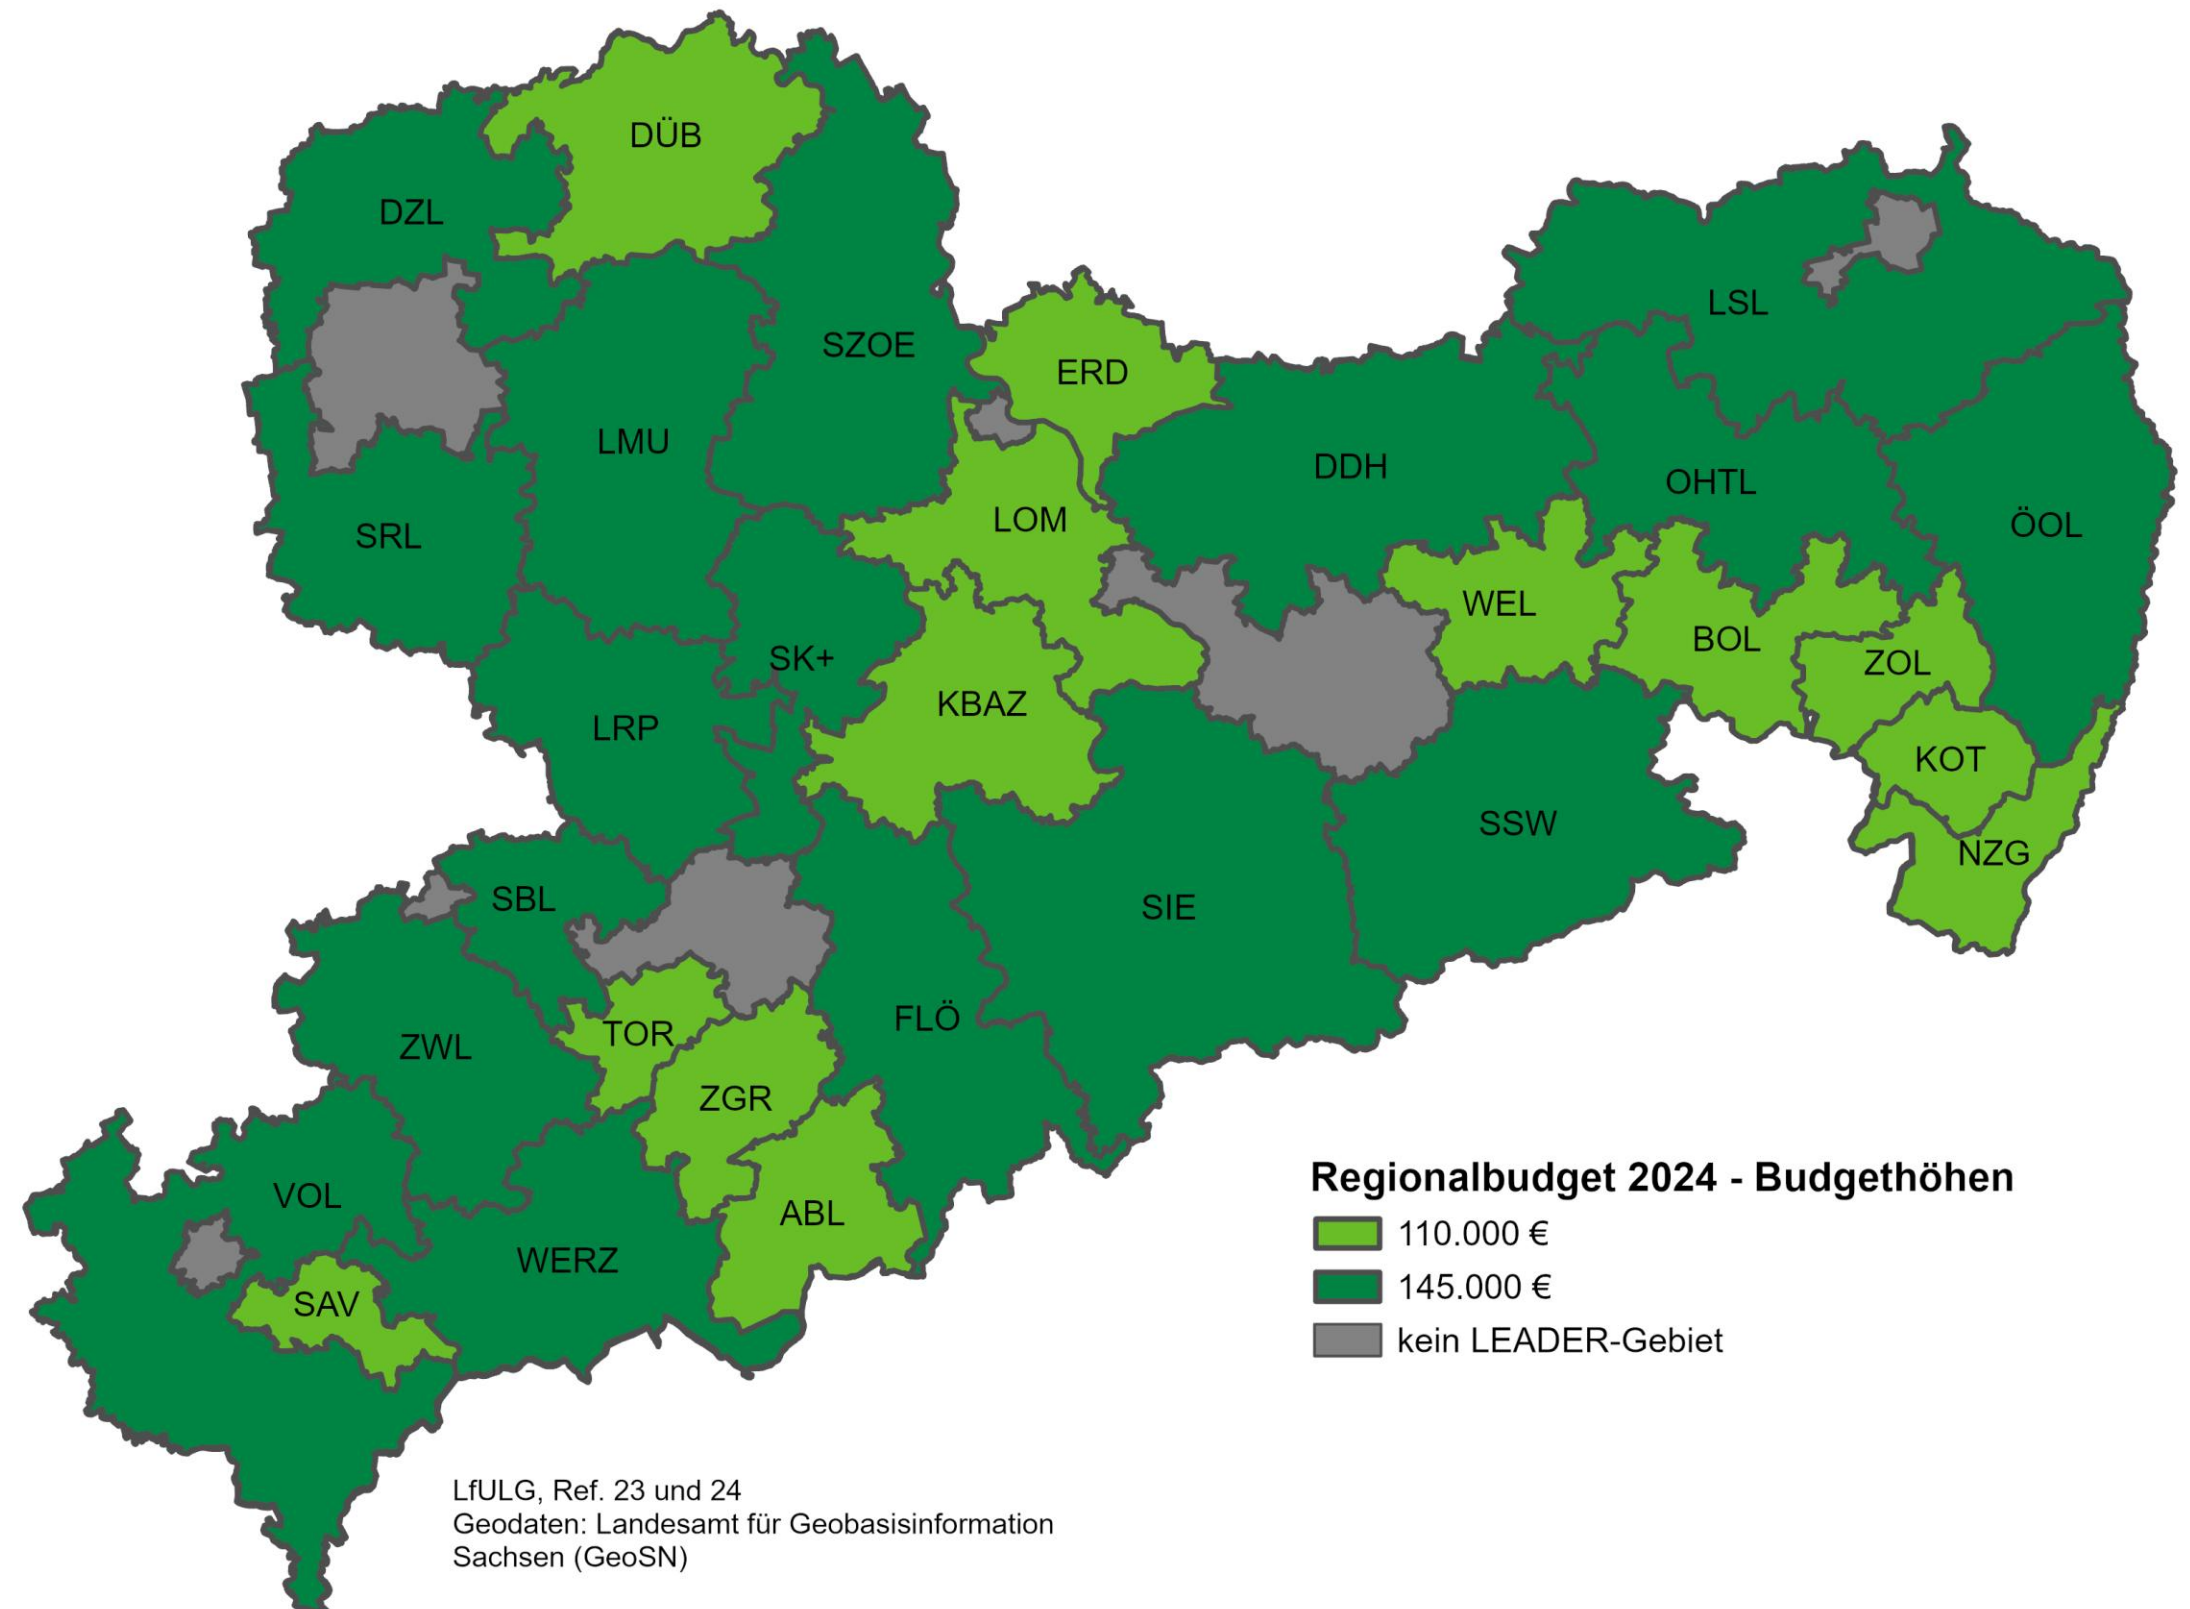 DÜB
DZL
LSL
SZOE
ERD
LMU
DDH
OHTL
LOM
ÖOL
SRL
WEL
BOL
SK+
ZOL
KBAZ
LRP
KOT
SSW
NZG
SBL
SIE
FLÖ
TOR
ZWL
ZGR
VOL
ABL
WERZ
SAV
Regionalbudget 2024 - Budgethöhen
110.000 €
145.000 €
kein LEADER-Gebiet
LfULG, Ref. 23 und 24
Geodaten: Landesamt für Geobasisinformation
Sachsen (GeoSN)